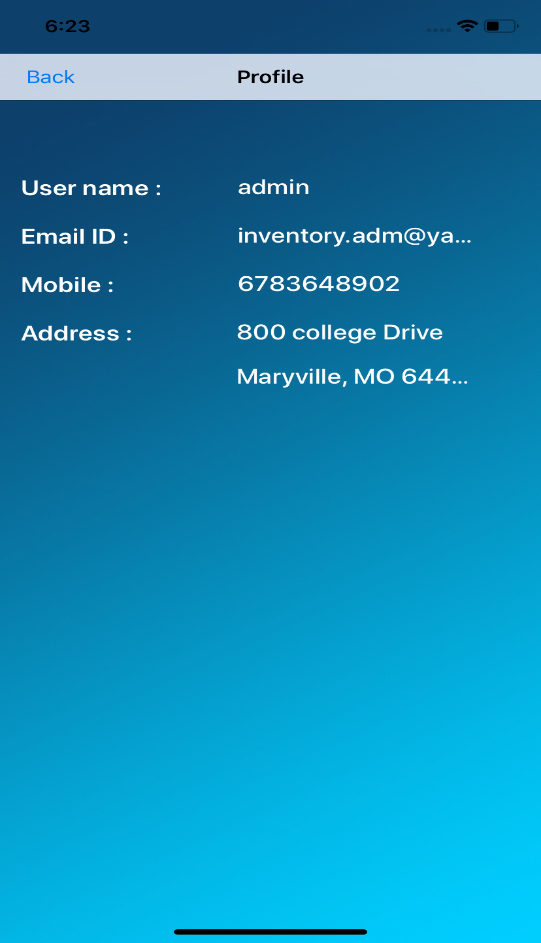 6:23
Back Profile
User name : admin
Email ID : inventory.adm@ya...
Mobile : 6783648902
Address : 800 college Drive
Maryville, MO 644...